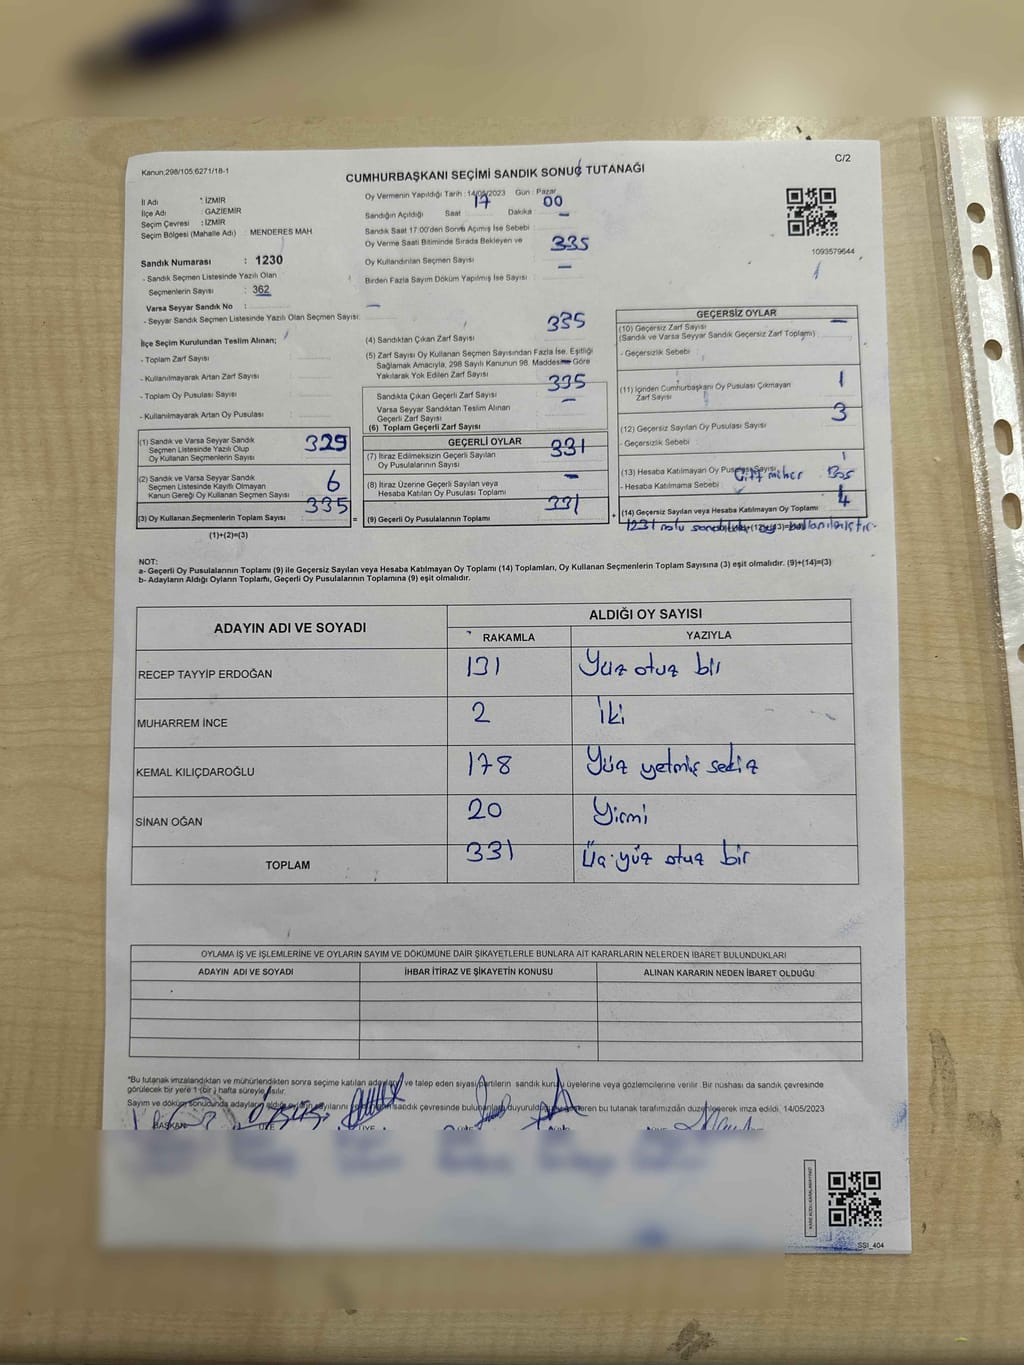 Kanun;298/105,6271/18-1
C/2
CUMHURBAŞKANI SEÇİMİ SANDIK SONUÇ TUTANAĞI
İl Adı : İZMİR
İlçe Adı : GAZİEMİR
Seçim Çevresi : İZMİR
Seçim Bölgesi (Mahalle Adı) : MENDERES MAH
Sandık Numarası : 1230
- Sandık Seçmen Listesinde Yazılı Olan
Seçmenlerin Sayısı : 362
Varsa Seyyar Sandık No : —
- Seyyar Sandık Seçmen Listesinde Yazılı Olan Seçmen Sayısı:
İlçe Seçim Kurulundan Teslim Alınan;
- Toplam Zarf Sayısı :
- Kullanılmayarak Artan Zarf Sayısı :
- Toplam Oy Pusulası Sayısı :
- Kullanılmayarak Artan Oy Pusulası :
(1) Sandık ve Varsa Seyyar Sandık
Seçmen Listesinde Yazılı Olup
Oy Kullanan Seçmenlerin Sayısı 329
(2) Sandık ve Varsa Seyyar Sandık
Seçmen Listesinde Kayıtlı Olmayan
Kanun Gereği Oy Kullanan Seçmen Sayısı 6
(3) Oy Kullanan Seçmenlerin Toplam Sayısı 335 =
(1)+(2)=(3)
Oy Vermenin Yapıldığı Tarih : 14/05/2023 Gün : Pazar
Sandığın Açıldığı Saat 17 Dakika 00
Sandık Saat 17.00'den Sonra Açımış İse Sebebi —
Oy Verme Saati Bitiminde Sırada Bekleyen ve
Oy Kullandırılan Seçmen Sayısı 335
Birden Fazla Sayım Döküm Yapılmış İse Sayısı —
(4) Sandıktan Çıkan Zarf Sayısı 335
(5) Zarf Sayısı Oy Kullanan Seçmen Sayısından Fazla İse, Eşitliği
Sağlamak Amacıyla, 298 Sayılı Kanunun 98. Maddesine Göre
Yakılarak Yok Edilen Zarf Sayısı —
Sandıkta Çıkan Geçerli Zarf Sayısı 335
Varsa Seyyar Sandıktan Teslim Alınan
Geçerli Zarf Sayısı —
(6) Toplam Geçerli Zarf Sayısı
GEÇERLİ OYLAR
(7) İtiraz Edilmeksizin Geçerli Sayılan
Oy Pusulalarının Sayısı 331
(8) İtiraz Üzerine Geçerli Sayılan veya
Hesaba Katılan Oy Pusulası Toplamı —
(9) Geçerli Oy Pusulalarının Toplamı 331 +
1093579644
GEÇERSİZ OYLAR
(10) Geçersiz Zarf Sayısı —
(Sandık ve Varsa Seyyar Sandık Geçersiz Zarf Toplamı)
- Geçersizlik Sebebi
(11) İçinden Cumhurbaşkanı Oy Pusulası Çıkmayan
Zarf Sayısı 1
(12) Geçersiz Sayılan Oy Pusulası Sayısı 3
- Geçersizlik Sebebi
(13) Hesaba Katılmayan Oy Pusulası Sayısı 1
- Hesaba Katılmama Sebebi Çift mühür Boş
(14) Geçersiz Sayılan veya Hesaba Katılmayan Oy Toplamı 4
1231 nolu sandıkta oy kullanılmıştır.
NOT:
a- Geçerli Oy Pusulalarının Toplamı (9) ile Geçersiz Sayılan veya Hesaba Katılmayan Oy Toplamı (14) Toplamları, Oy Kullanan Seçmenlerin Toplam Sayısına (3) eşit olmalıdır. (9)+(14)=(3)
b- Adayların Aldığı Oyların Toplamı, Geçerli Oy Pusulalarının Toplamına (9) eşit olmalıdır.
ADAYIN ADI VE SOYADI
ALDIĞI OY SAYISI
RAKAMLA YAZIYLA
RECEP TAYYİP ERDOĞAN 131 Yüz otuz bir
MUHARREM İNCE 2 İki
KEMAL KILIÇDAROĞLU 178 Yüz yetmiş sekiz
SİNAN OĞAN 20 Yirmi
TOPLAM 331 Üç yüz otuz bir
OYLAMA İŞ VE İŞLEMLERİNE VE OYLARIN SAYIM VE DÖKÜMÜNE DAİR ŞİKAYETLERLE BUNLARA AİT KARARLARIN NELERDEN İBARET BULUNDUKLARI
ADAYIN ADI VE SOYADI İHBAR İTİRAZ VE ŞİKAYETİN KONUSU ALINAN KARARIN NEDEN İBARET OLDUĞU
*Bu tutanak imzalandıktan ve mühürlendikten sonra seçime katılan adaylara ve talep eden siyasi partilerin sandık kurulu üyelerine veya gözlemcilerine verilir. Bir nüshası da sandık çevresinde
görülecek bir yere 1 (bir) hafta süreyle asılır.
Sayım ve döküm sonucunda adayların aldığı oyların sayılarını sandık çevresinde bulunanlara duyurulduğunu gösteren bu tutanak tarafımızdan düzenlenerek imza edildi. 14/05/2023
BAŞKAN ÜYE ÜYE
SSI_404